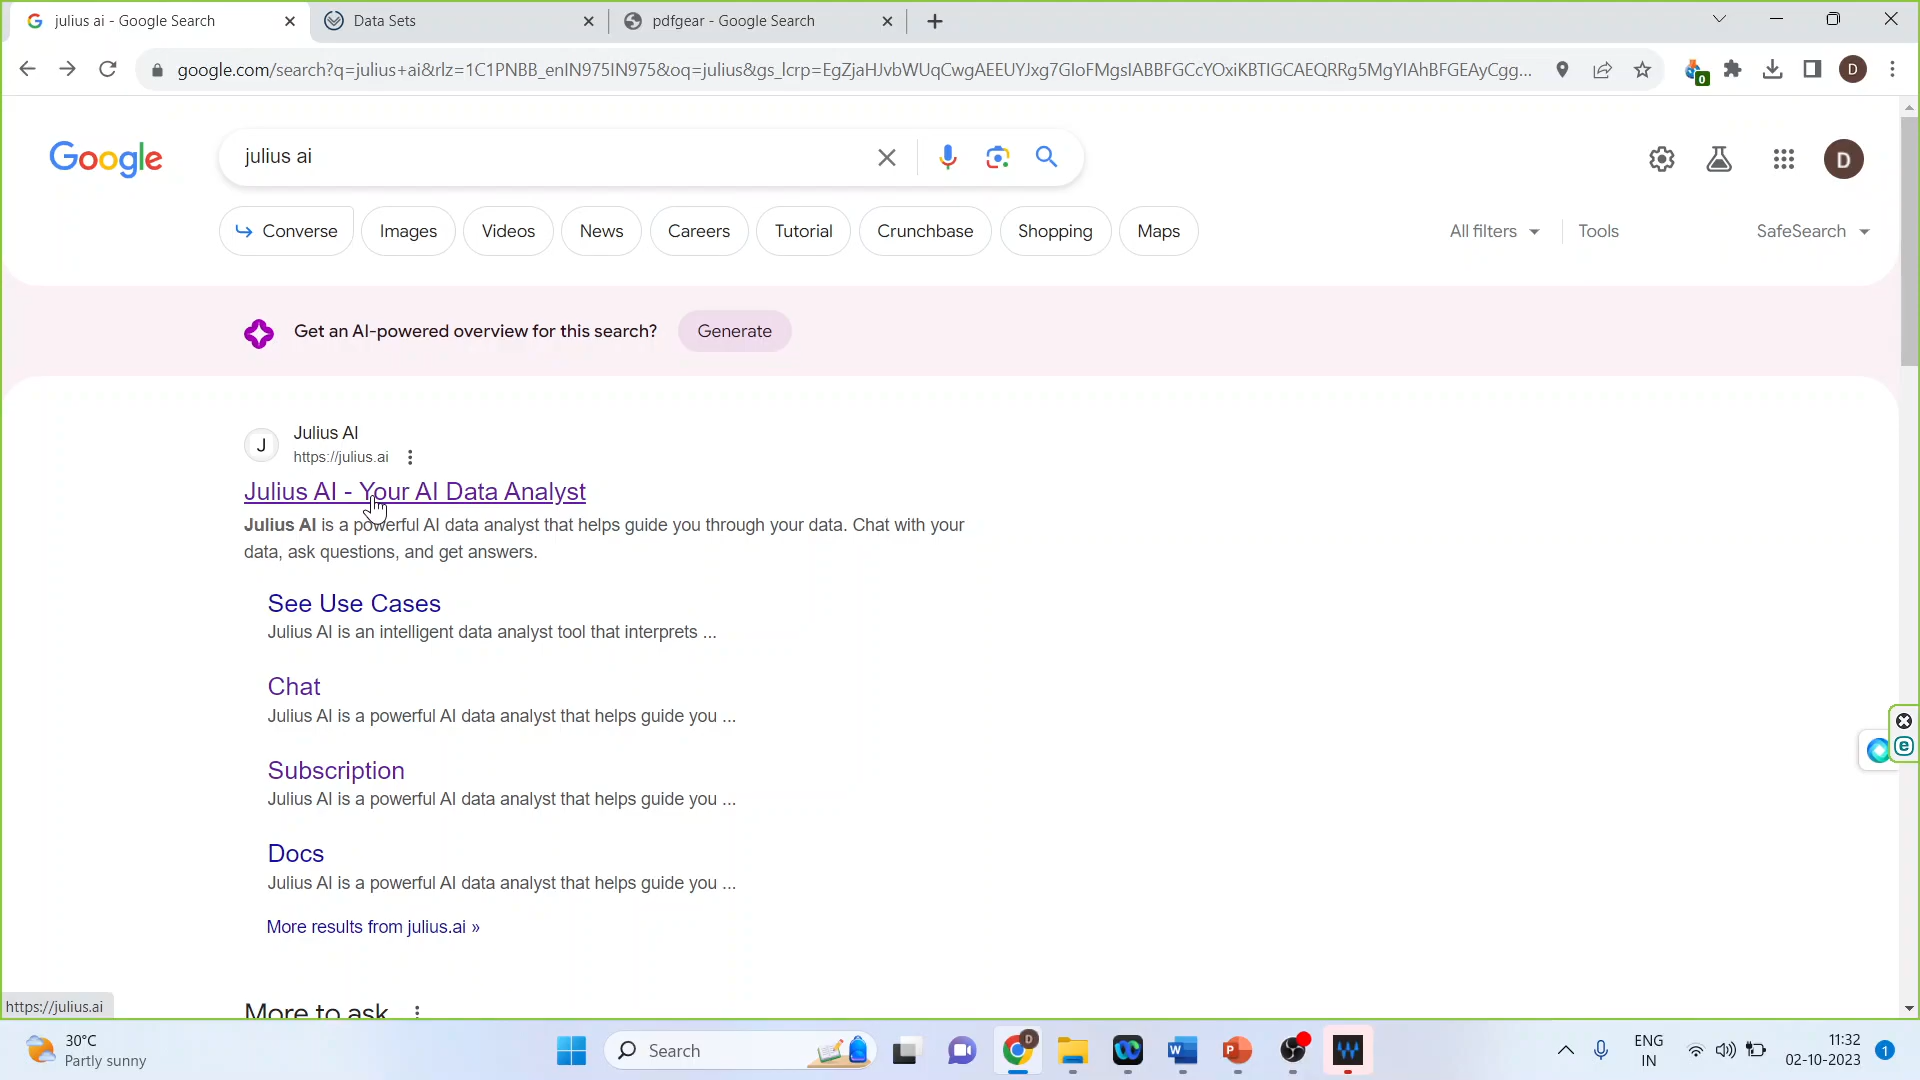 julius ai - Google Search
Data Sets
pdfgear - Google Search
google.com/search?q=julius+ai&rlz=1C1PNBB_enIN975IN975&oq=julius&gs_lcrp=EgZjaHJvbWUqCwgAEEUYJxg7GIoFMgsIABBFGCcYOxiKBTIGCAEQRRg5MgYIAhBFGEAyCgg...
0
D
Google
julius ai
D
Converse
Images
Videos
News
Careers
Tutorial
Crunchbase
Shopping
Maps
All filters
Tools
SafeSearch
Get an AI-powered overview for this search?
Generate
J
Julius AI
https://julius.ai
Julius AI - Your AI Data Analyst
Julius AI is a powerful AI data analyst that helps guide you through your data. Chat with your
data, ask questions, and get answers.
See Use Cases
Julius AI is an intelligent data analyst tool that interprets ...
Chat
Julius AI is a powerful AI data analyst that helps guide you ...
Subscription
Julius AI is a powerful AI data analyst that helps guide you ...
Docs
Julius AI is a powerful AI data analyst that helps guide you ...
More results from julius.ai »
More to ask
https://julius.ai
30°C
Partly sunny
Search
D
ENG
IN
11:32
02-10-2023
1